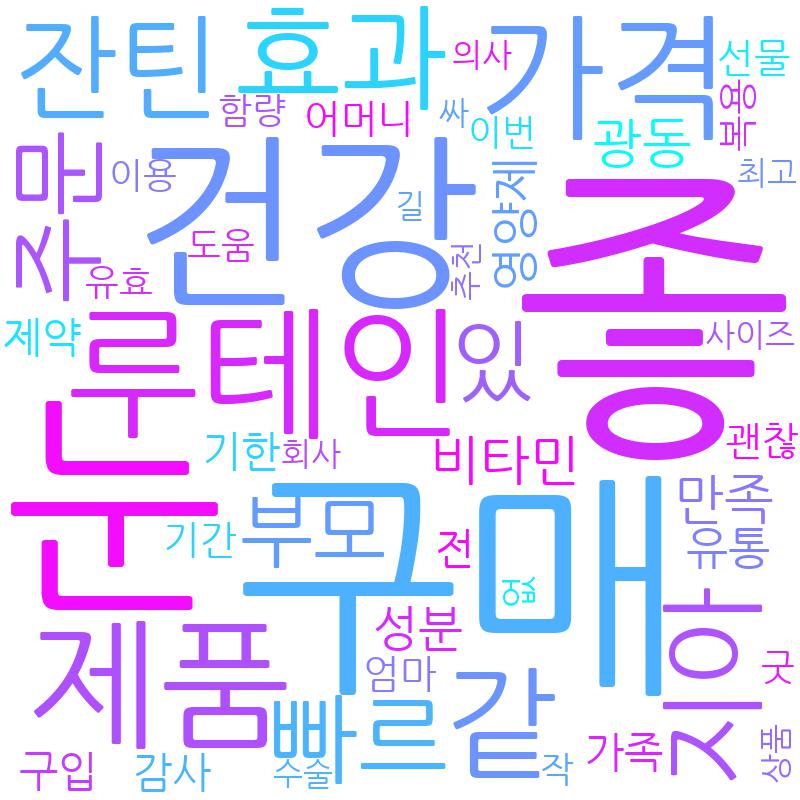 잔틴
효과
의사
가격
선물
함량
어머니
싸
이번
광동
복용
주문
이용
건강
길
영양제
최고
좋
도움
유효
추천
제약
루테인
있
사이즈
눈
기한
회사
비타민
괜찮
기간
부모
구매
전
없
만족
유통
지아
제품
성분
엄마
같
굿
빠르
구입
감사
수술
작
가족
상품